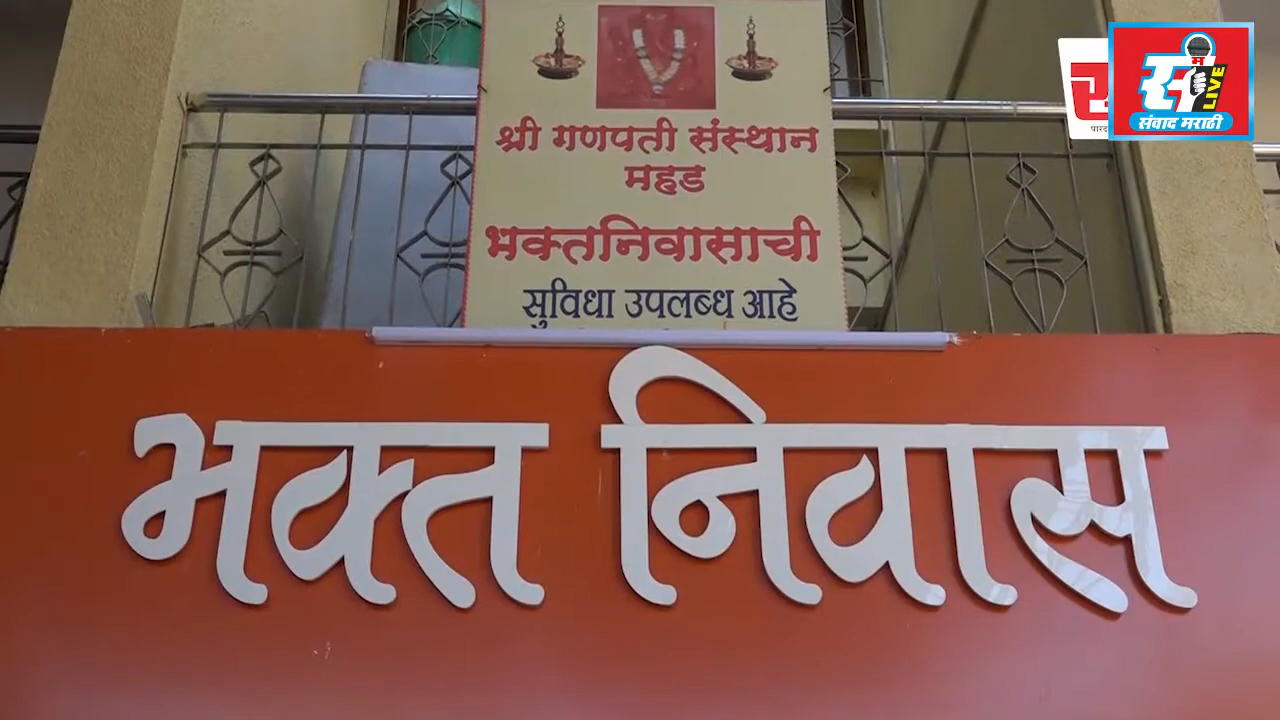 श्री गणपती संस्थान
महड
भक्तनिवासाची
सुविधा उपलब्ध आहे
भक्त निवास
स
म
LIVE
संवाद मराठी